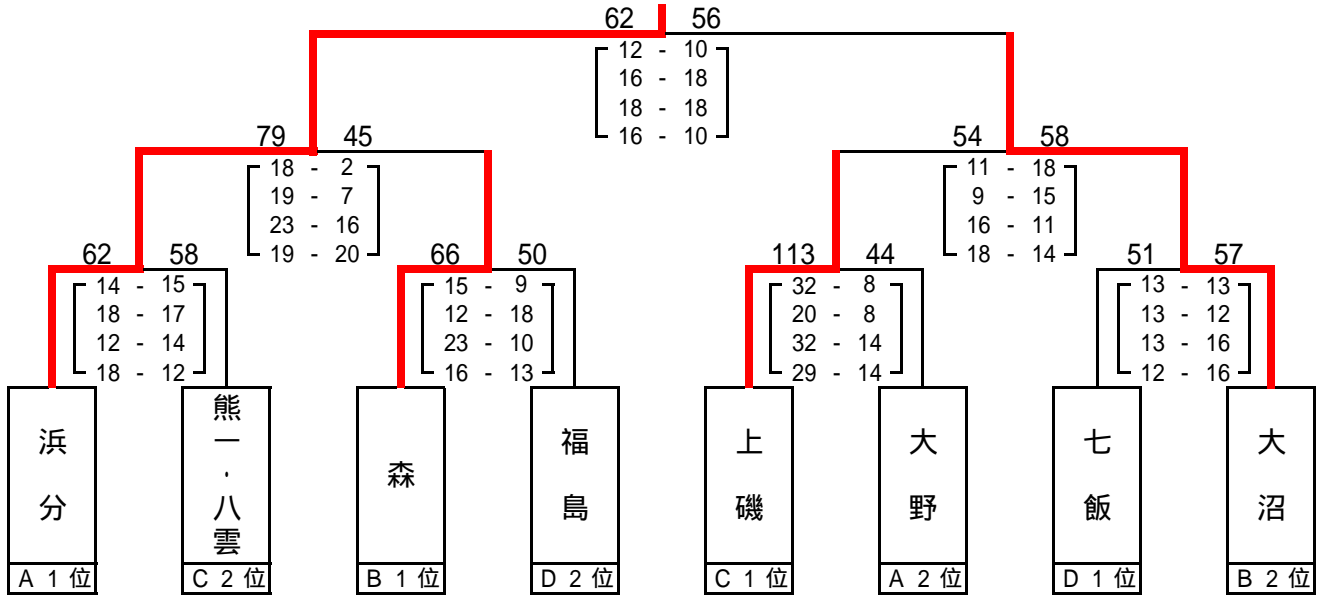 62 56
12 - 10
16 - 18
18 - 18
16 - 10
79 45
18 - 2
19 - 7
23 - 16
19 - 20
54 58
11 - 18
9 - 15
16 - 11
18 - 14
62 58
14 - 15
18 - 17
12 - 14
18 - 12
66 50
15 - 9
12 - 18
23 - 10
16 - 13
113 44
32 - 8
20 - 8
32 - 14
29 - 14
51 57
13 - 13
13 - 12
13 - 16
12 - 16
浜分
熊一・八雲
森
福島
上磯
大野
七飯
大沼
A 1 位
C 2 位
B 1 位
D 2 位
C 1 位
A 2 位
D 1 位
B 2 位